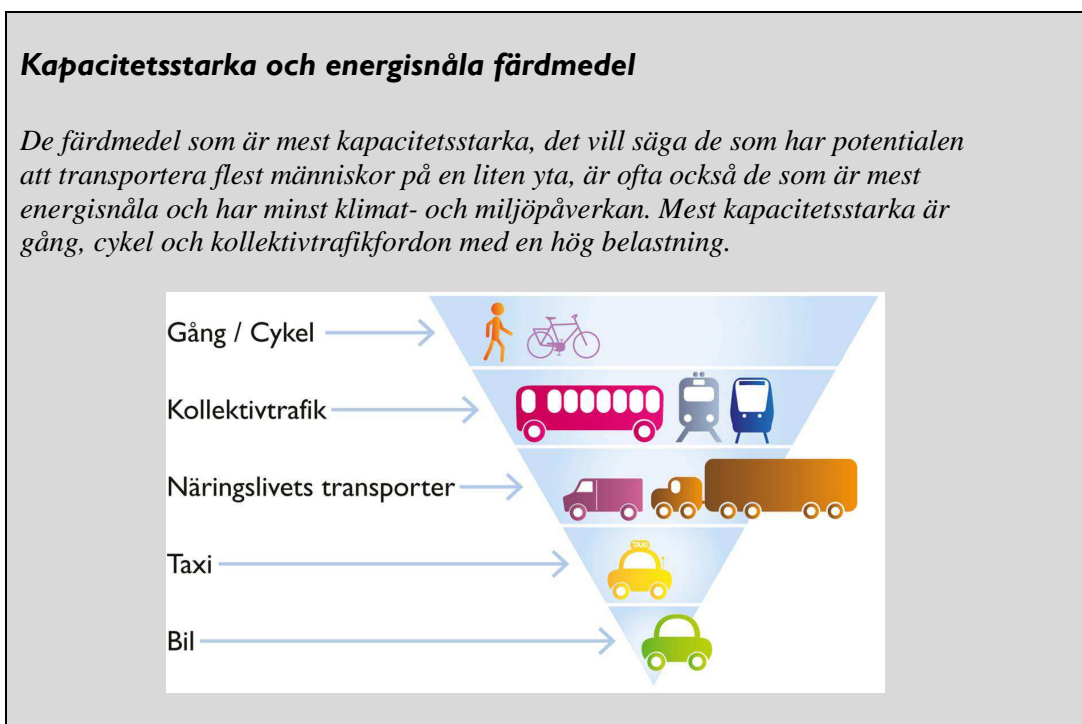 Kapacitetsstarka och energisnåla färdmedel
De färdmedel som är mest kapacitetsstarka, det vill säga de som har potentialen
att transportera flest människor på en liten yta, är ofta också de som är mest
energisnåla och har minst klimat- och miljöpåverkan. Mest kapacitetsstarka är
gång, cykel och kollektivtrafikfordon med en hög belastning.
Gång / Cykel
Kollektivtrafik
Näringslivets transporter
Taxi
TAXI
Bil